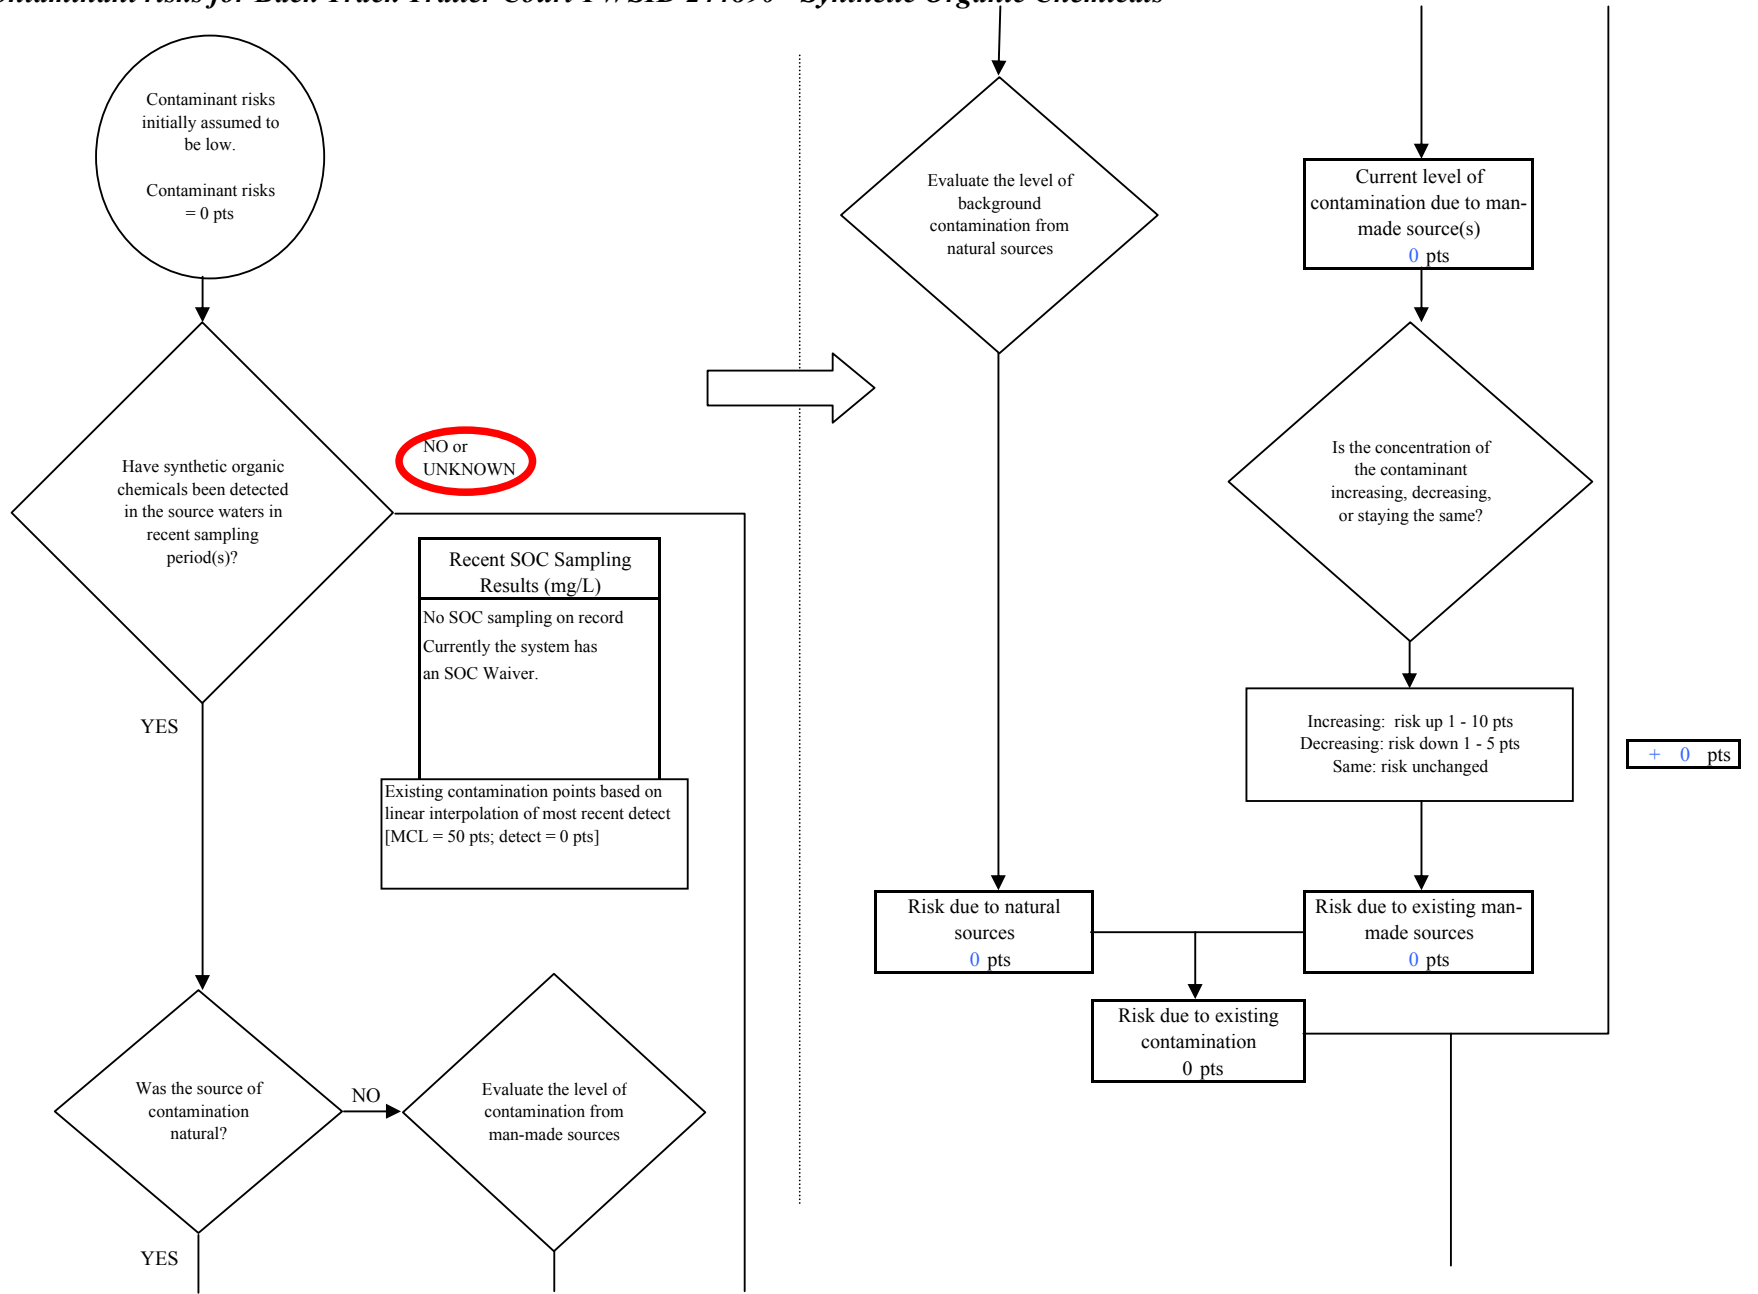 Contaminant risks
initially assumed to
be low.
Contaminant risks
= 0 pts
Have synthetic organic
chemicals been detected
in the source waters in
recent sampling
period(s)?
NO or
UNKNOWN
Recent SOC Sampling
Results (mg/L)
No SOC sampling on record
Currently the system has
an SOC Waiver.
YES
Existing contamination points based on
linear interpolation of most recent detect
[MCL = 50 pts; detect = 0 pts]
Was the source of
contamination
natural?
NO
Evaluate the level of
contamination from
man-made sources
YES
Evaluate the level of
background
contamination from
natural sources
Current level of
contamination due to man-
made source(s)
0 pts
Is the concentration of
the contaminant
increasing, decreasing,
or staying the same?
Increasing: risk up 1 - 10 pts
Decreasing: risk down 1 - 5 pts
Same: risk unchanged
+ 0 pts
Risk due to natural
sources
0 pts
Risk due to existing man-
made sources
0 pts
Risk due to existing
contamination
0 pts